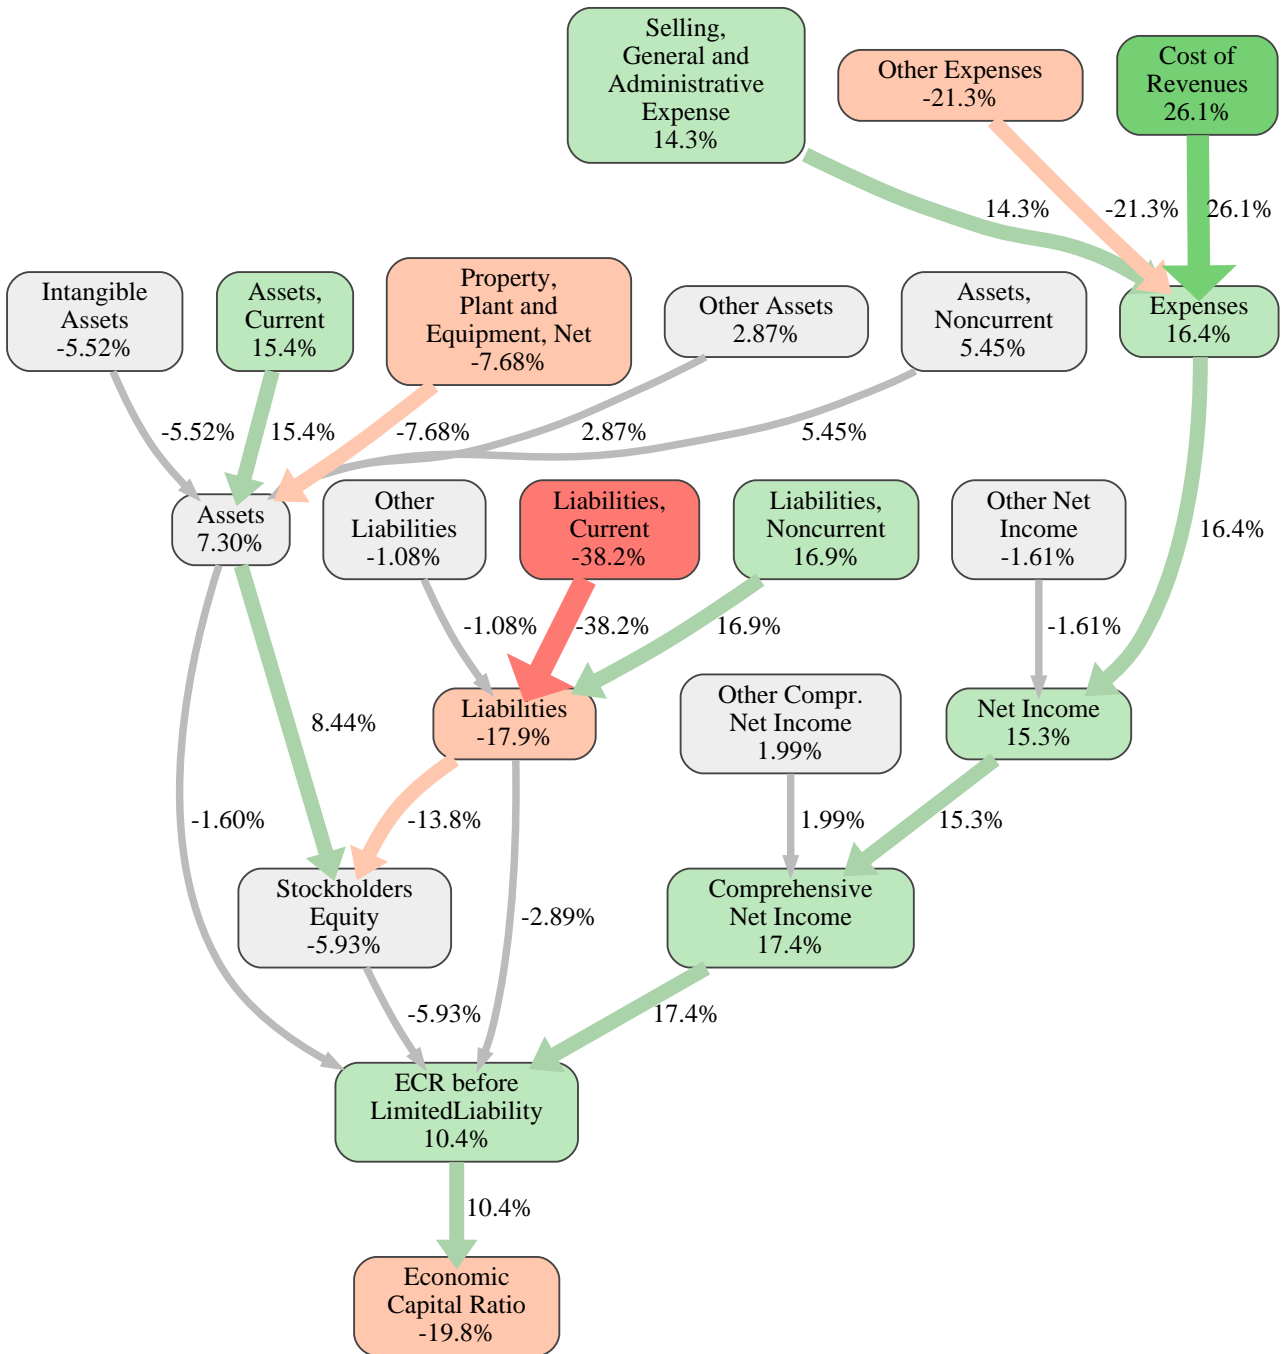 Selling,
General and
Administrative
Expense
14.3%
Other Expenses
-21.3%
Cost of
Revenues
26.1%
14.3%
-21.3%
26.1%
Intangible
Assets
-5.52%
Assets,
Current
15.4%
Property,
Plant and
Equipment, Net
-7.68%
Other Assets
2.87%
Assets,
Noncurrent
5.45%
Expenses
16.4%
-5.52%
15.4%
-7.68%
2.87%
5.45%
Assets
7.30%
Other
Liabilities
-1.08%
Liabilities,
Current
-38.2%
Liabilities,
Noncurrent
16.9%
Other Net
Income
-1.61%
16.4%
-1.08%
-38.2%
16.9%
-1.61%
8.44%
Liabilities
-17.9%
Other Compr.
Net Income
1.99%
Net Income
15.3%
-1.60%
-13.8%
1.99%
15.3%
Stockholders
Equity
-5.93%
-2.89%
Comprehensive
Net Income
17.4%
-5.93%
17.4%
ECR before
LimitedLiability
10.4%
10.4%
Economic
Capital Ratio
-19.8%